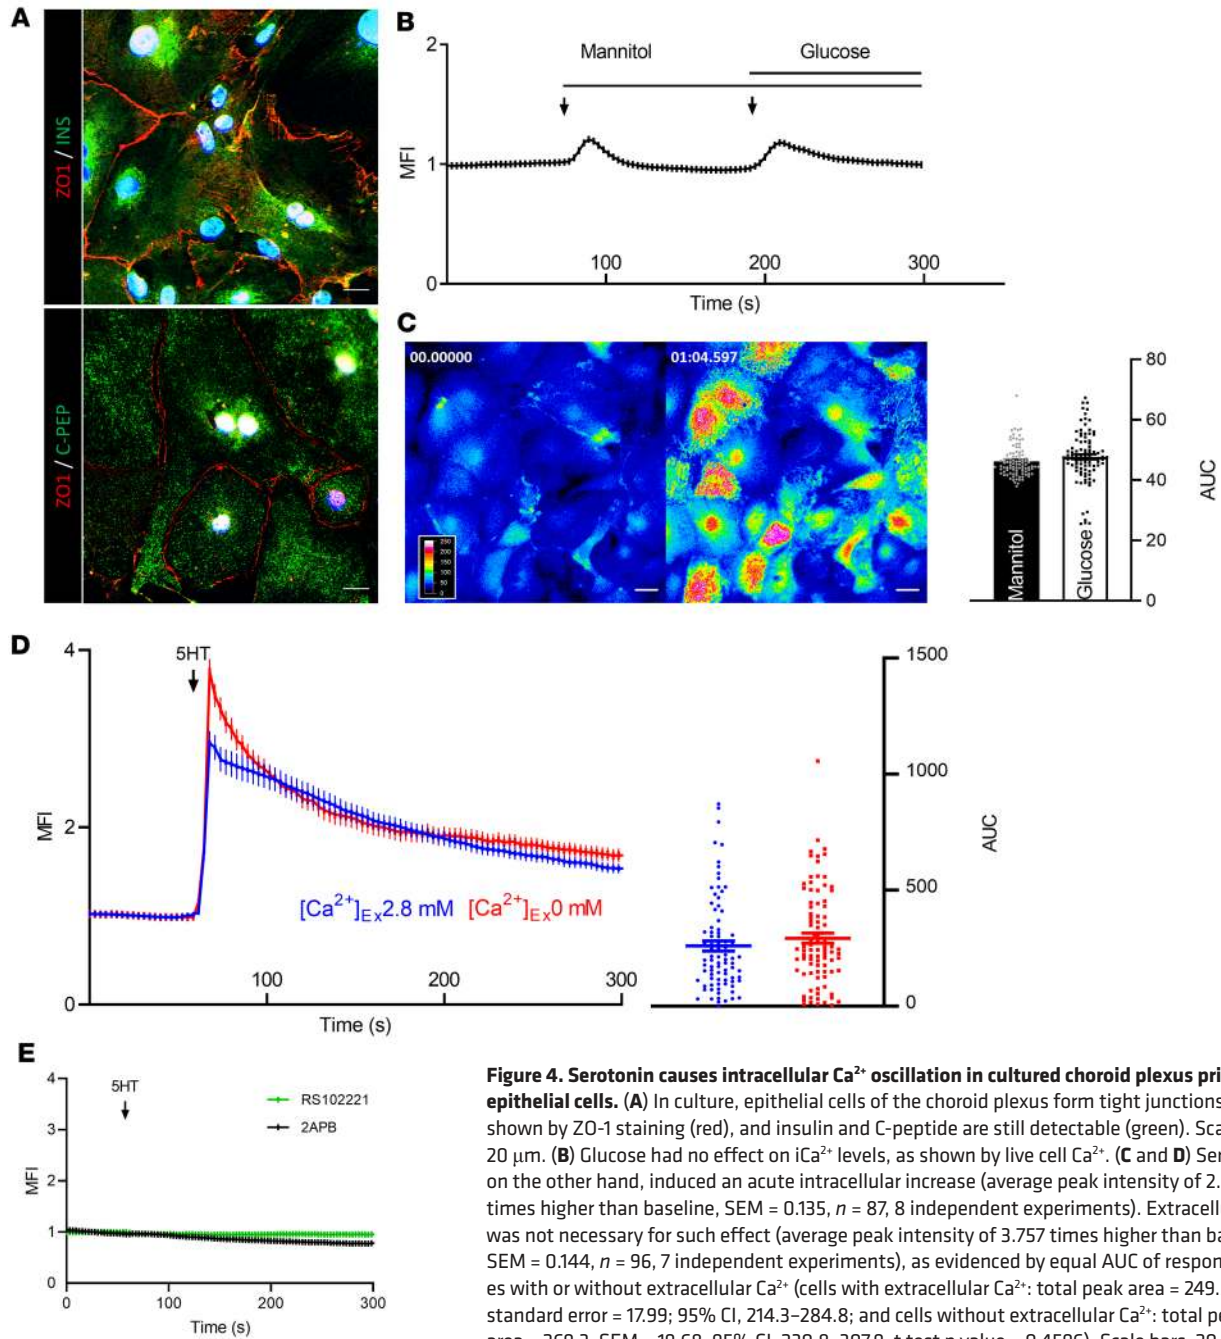 A
ZO1 / INS
ZO1 / C-PEP
B
2
1
0
MFI
Mannitol
Glucose
100
200
300
Time (s)
C
00.00000
01:04.597
250
200
150
100
50
0
80
60
40
20
0
AUC
Mannitol
Glucose
D
4
2
0
MFI
5HT
[Ca2+]Ex2.8 mM [Ca2+]Ex0 mM
100
200
300
Time (s)
1500
1000
500
0
AUC
E
4
3
2
1
0
MFI
5HT
RS102221
2APB
0
100
200
300
Time (s)
Figure 4. Serotonin causes intracellular Ca2+ oscillation in cultured choroid plexus pri
epithelial cells. (A) In culture, epithelial cells of the choroid plexus form tight junctions
shown by ZO-1 staining (red), and insulin and C-peptide are still detectable (green). Sca
20 μm. (B) Glucose had no effect on iCa2+ levels, as shown by live cell Ca2+. (C and D) Ser
on the other hand, induced an acute intracellular increase (average peak intensity of 2.
times higher than baseline, SEM = 0.135, n = 87, 8 independent experiments). Extracell
was not necessary for such effect (average peak intensity of 3.757 times higher than ba
SEM = 0.144, n = 96, 7 independent experiments), as evidenced by equal AUC of respon
es with or without extracellular Ca2+ (cells with extracellular Ca2+: total peak area = 249.
standard error = 17.99; 95% CI, 214.3–284.8; and cells without extracellular Ca2+: total pe